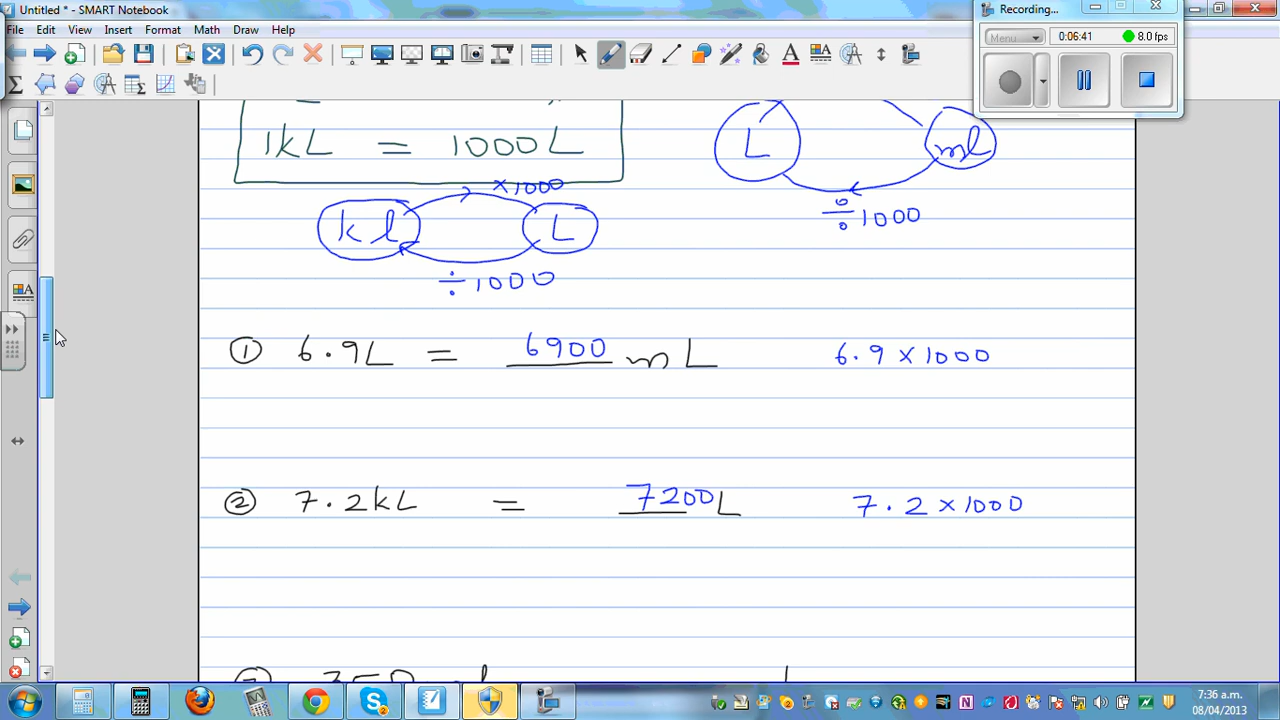 Untitled * - SMART Notebook
File Edit View Insert Format Math Draw Help
Recording...
Menu
0:06:41
8.0 fps
1kL = 1000L
L
ml
÷1000
×1000
kl
L
÷1000
① 6.9L = 6900 mL 6.9 × 1000
② 7.2kL = 7200L 7.2 × 1000
7:36 a.m.
08/04/2013